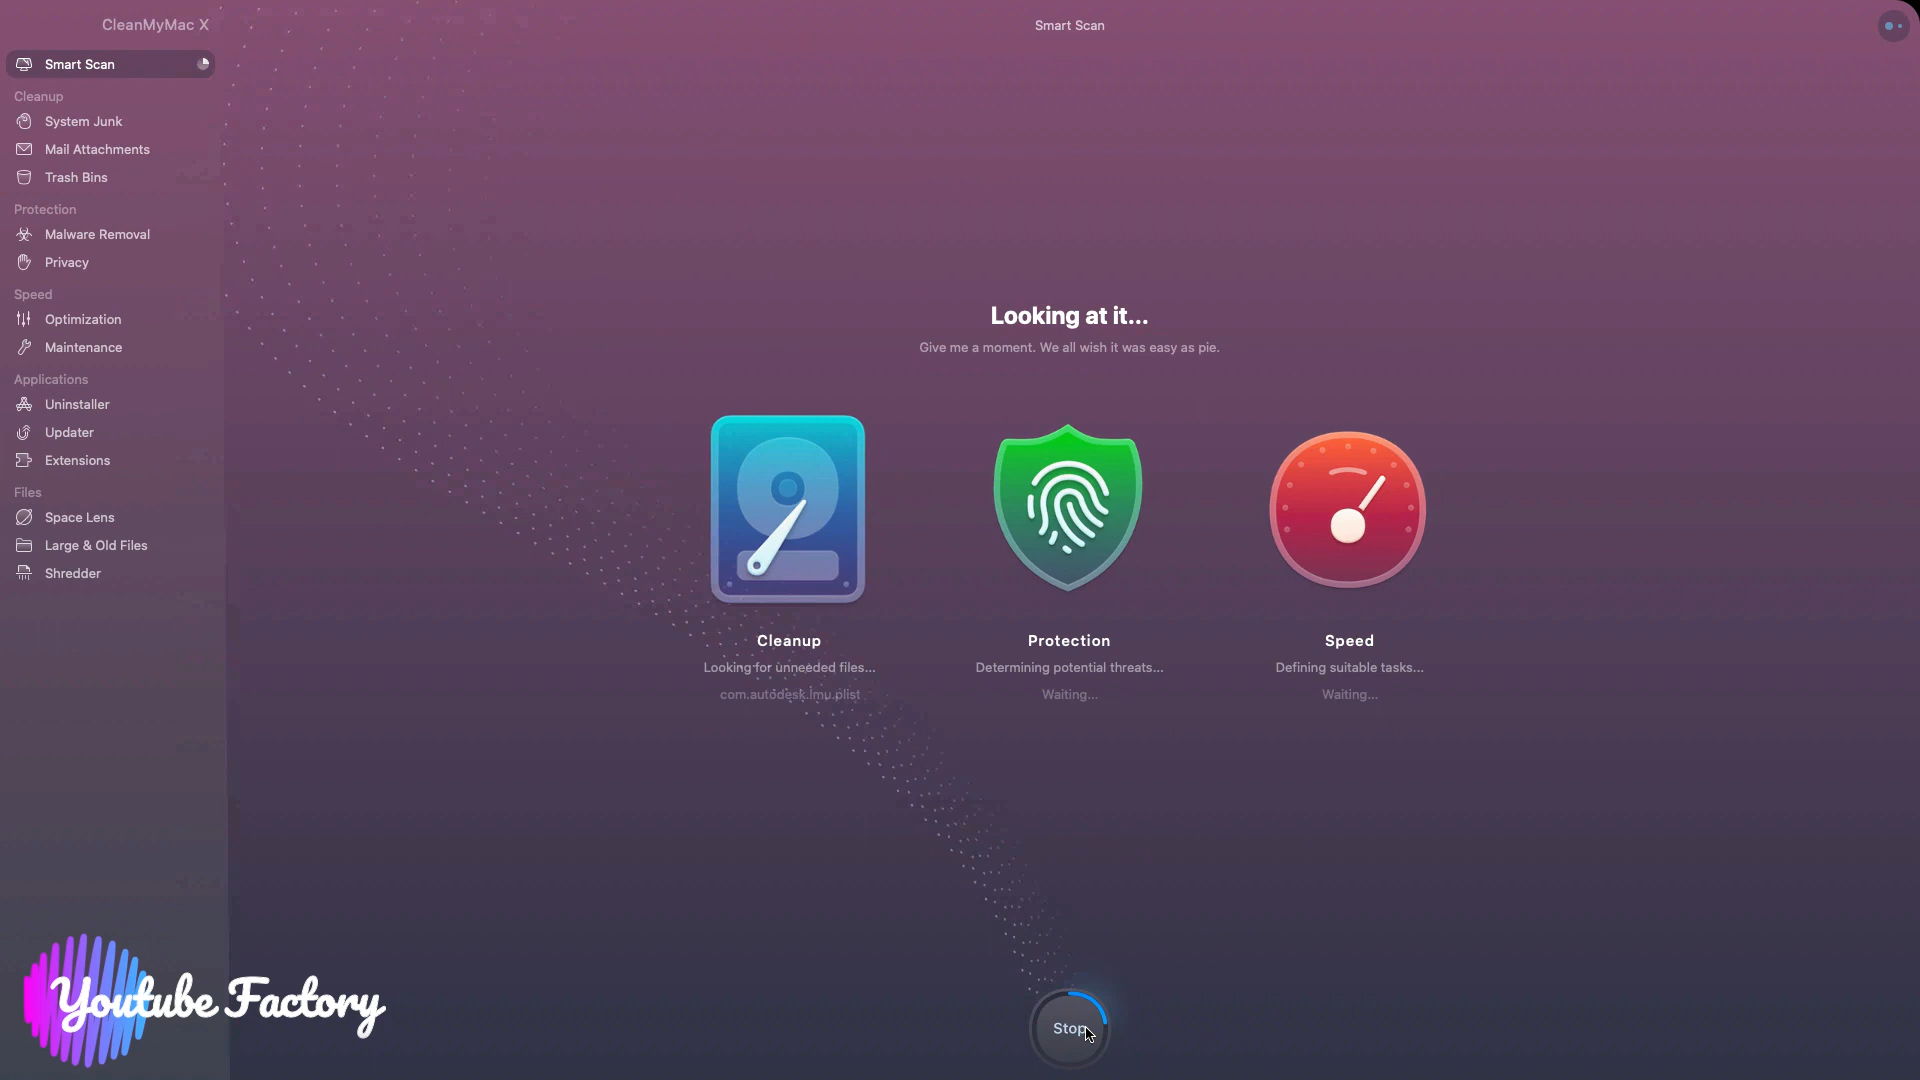 CleanMyMac X
Smart Scan
Smart Scan
Cleanup
System Junk
Mail Attachments
Trash Bins
Protection
Malware Removal
Privacy
Speed
Optimization
Maintenance
Applications
Uninstaller
Updater
Extensions
Files
Space Lens
Large & Old Files
Shredder
Looking at it...
Give me a moment. We all wish it was easy as pie.
Cleanup
Looking for unneeded files...
com.autodesk.lmu.plist
Protection
Determining potential threats...
Waiting...
Speed
Defining suitable tasks...
Waiting...
Stop
Youtube Factory